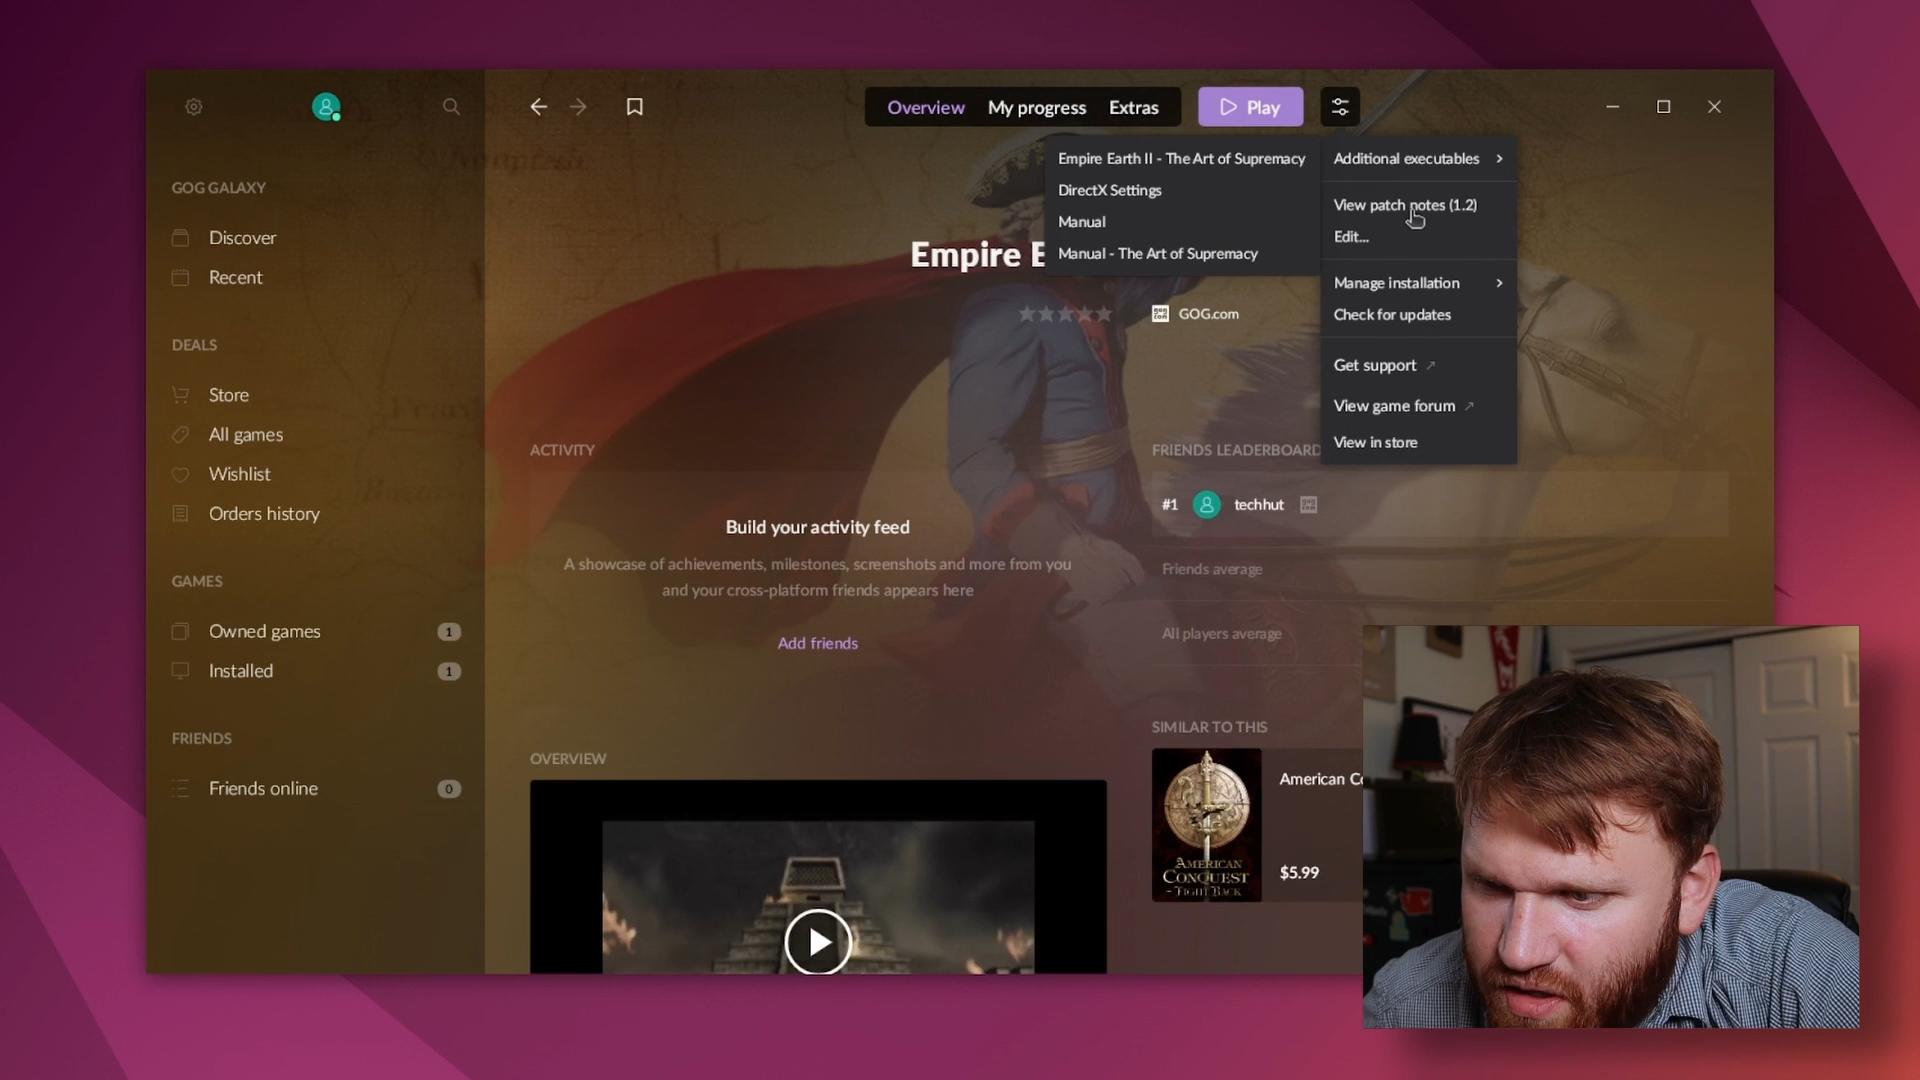 Overview
My progress
Extras
Play
Empire Earth II - The Art of Supremacy
DirectX Settings
Manual
Manual - The Art of Supremacy
Additional executables
View patch notes (1.2)
Edit...
Manage installation
Check for updates
Get support
View game forum
View in store
GOG GALAXY
Discover
Recent
DEALS
Store
All games
Wishlist
Orders history
GAMES
Owned games 1
Installed 1
FRIENDS
Friends online 0
Empire E
GOG.com
ACTIVITY
Build your activity feed
A showcase of achievements, milestones, screenshots and more from you
and your cross-platform friends appears here
Add friends
OVERVIEW
FRIENDS LEADERBOARD
#1 techhut
Friends average
All players average
SIMILAR TO THIS
AMERICAN
CONQUEST
- FIGHT BACK
American Co
$5.99